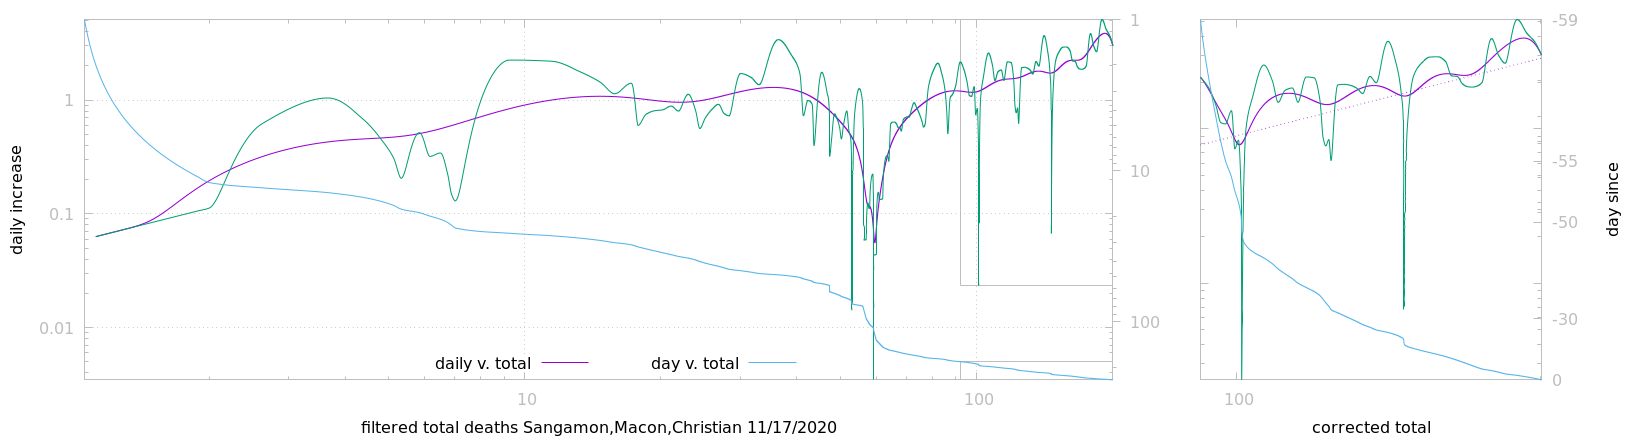 1 -59
daily increase
1
0.1
0.01
10
100
-55
-50
-30
0
day since
daily v. total day v. total
10 100 100
filtered total deaths Sangamon,Macon,Christian 11/17/2020 corrected total